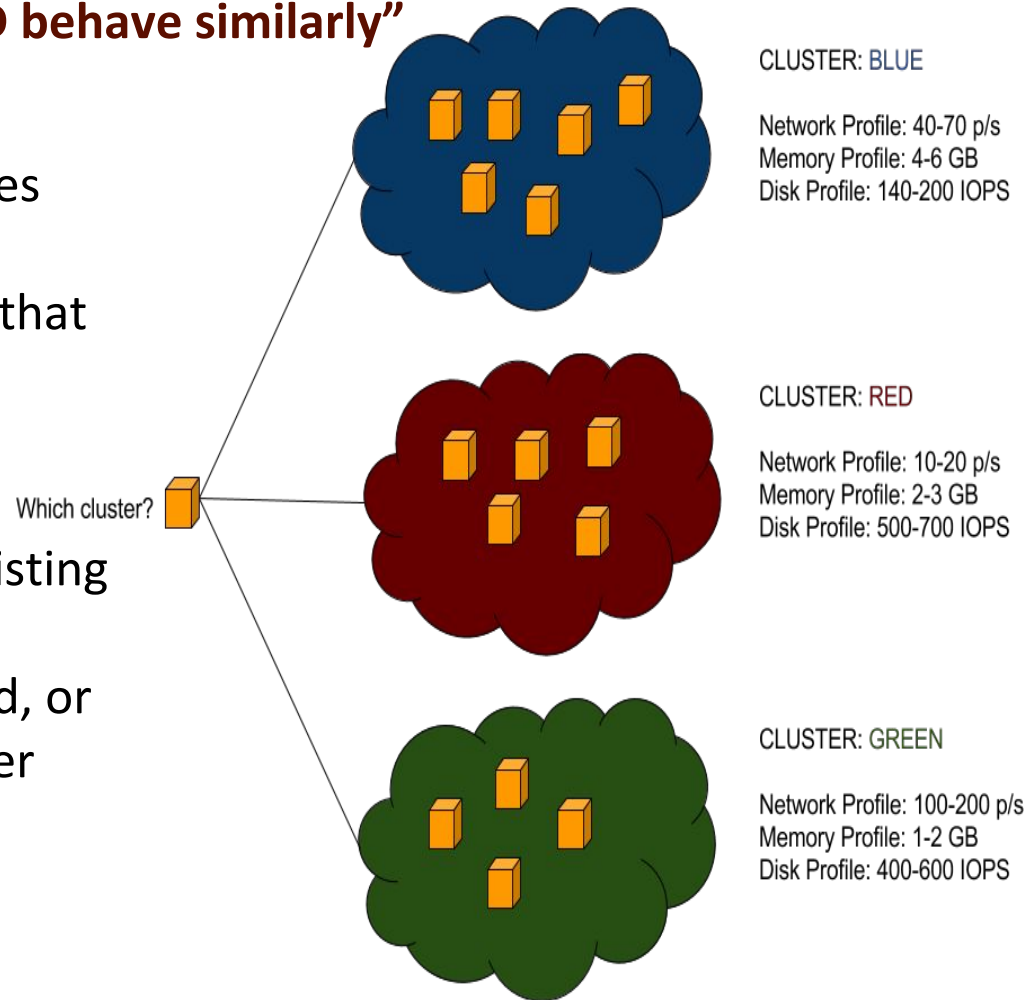 behave similarly”
es
that
Which cluster?
isting
d, or
er
CLUSTER: BLUE
Network Profile: 40-70 p/s
Memory Profile: 4-6 GB
Disk Profile: 140-200 IOPS
CLUSTER: RED
Network Profile: 10-20 p/s
Memory Profile: 2-3 GB
Disk Profile: 500-700 IOPS
CLUSTER: GREEN
Network Profile: 100-200 p/s
Memory Profile: 1-2 GB
Disk Profile: 400-600 IOPS